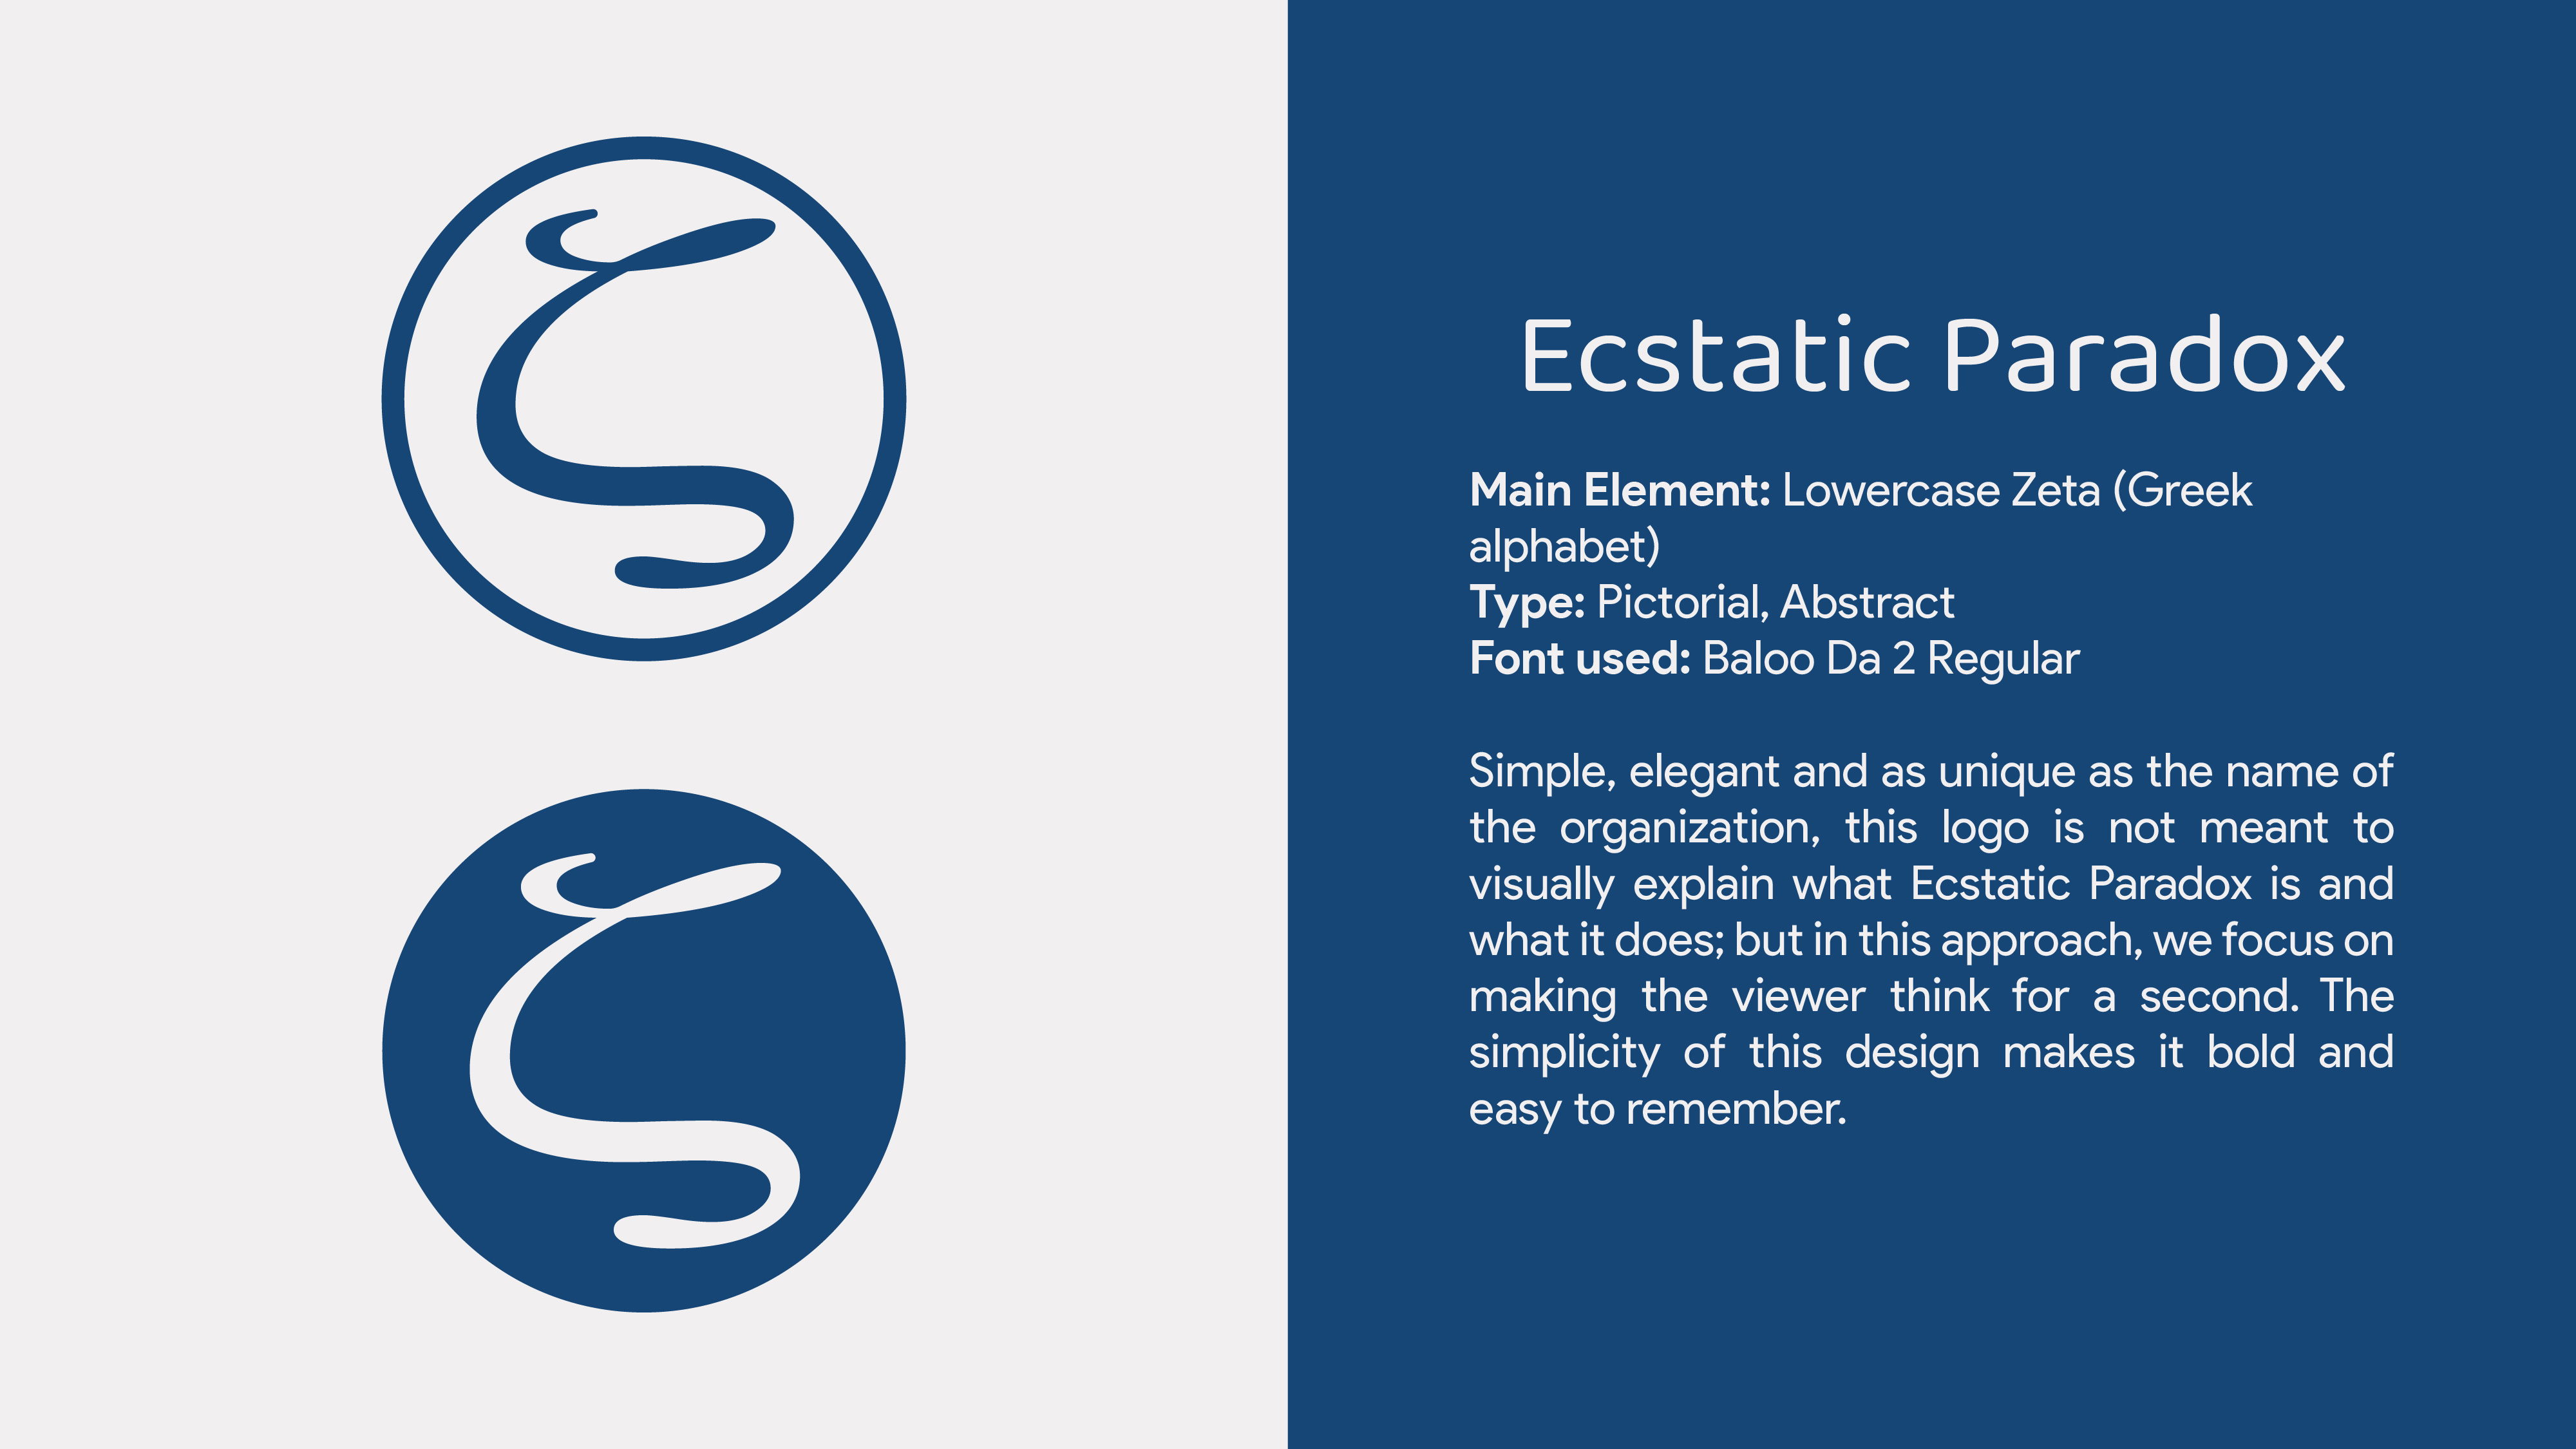 ζ
ζ
Ecstatic Paradox
Main Element: Lowercase Zeta (Greek
alphabet)
Type: Pictorial, Abstract
Font used: Baloo Da 2 Regular
Simple, elegant and as unique as the name of
the organization, this logo is not meant to
visually explain what Ecstatic Paradox is and
what it does; but in this approach, we focus on
making the viewer think for a second. The
simplicity of this design makes it bold and
easy to remember.